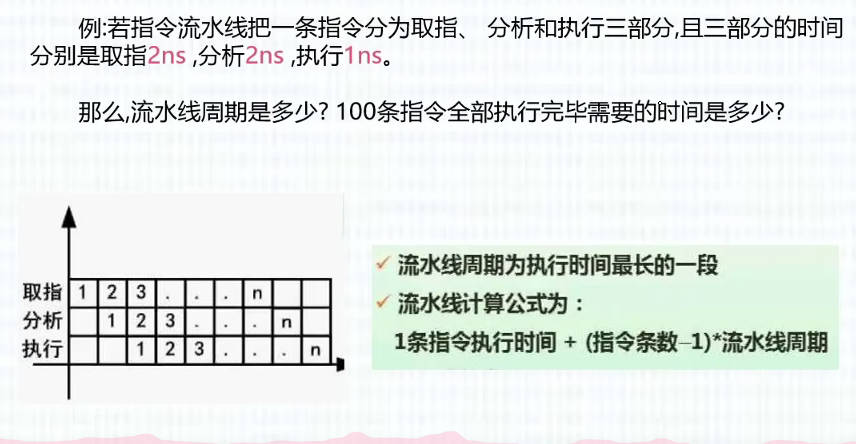 例:若指令流水线把一条指令分为取指、 分析和执行三部分,且三部分的时间
分别是取指2ns ,分析2ns ,执行1ns。
那么,流水线周期是多少? 100条指令全部执行完毕需要的时间是多少?
取指 1 2 3 . . . n
分析 1 2 3 . . . n
执行 1 2 3 . . . n
✓ 流水线周期为执行时间最长的一段
✓ 流水线计算公式为：
1条指令执行时间 + (指令条数–1)*流水线周期